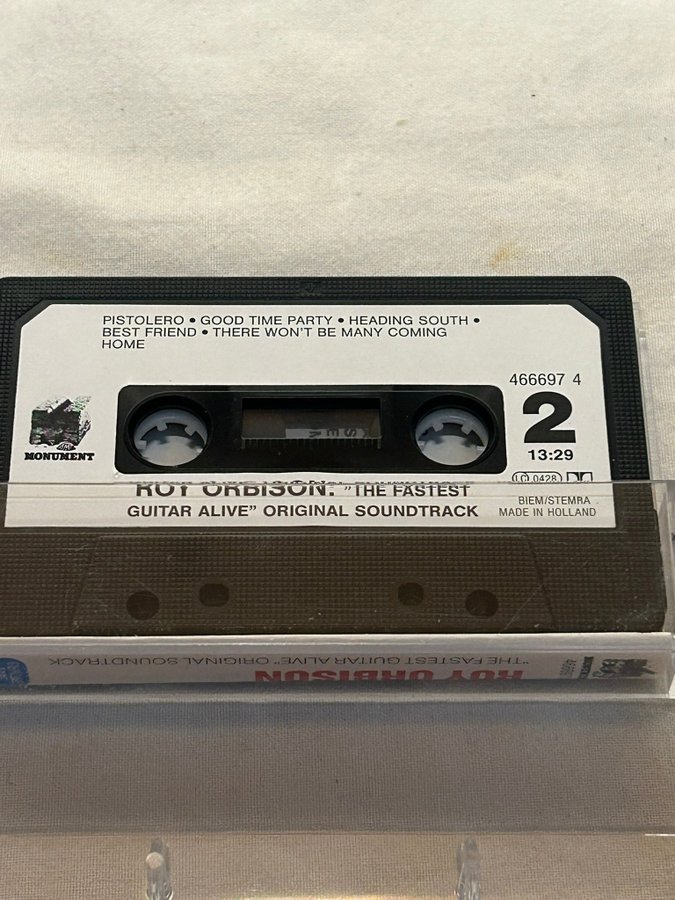 PISTOLERO • GOOD TIME PARTY • HEADING SOUTH •
BEST FRIEND • THERE WON'T BE MANY COMING
HOME
466697 4
2
13:29
MONUMENT
LC 0428
ROY ORBISON: "THE FASTEST
GUITAR ALIVE" ORIGINAL SOUNDTRACK
BIEM/STEMRA
MADE IN HOLLAND
ROY ORBISON
"THE FASTEST GUITAR ALIVE" ORIGINAL SOUNDTRACK